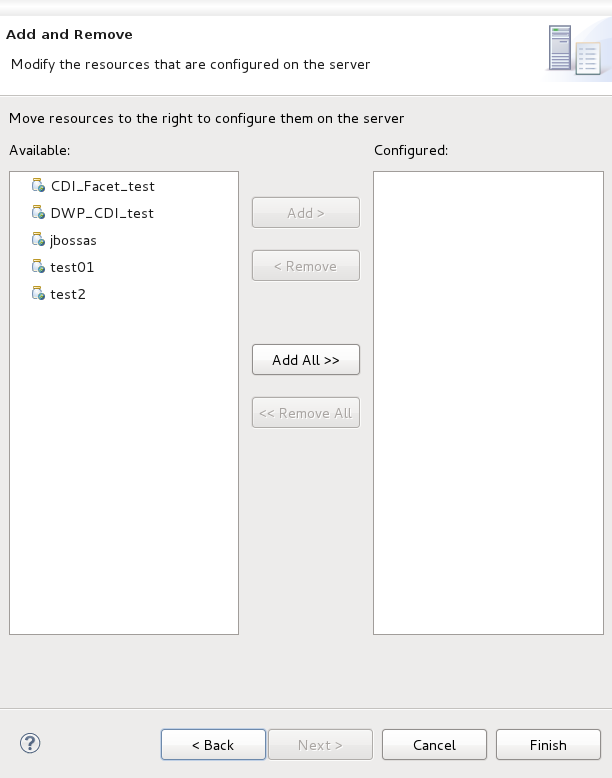 Add and Remove
Modify the resources that are configured on the server
Move resources to the right to configure them on the server
Available:
Configured:
CDI_Facet_test
DWP_CDI_test
jbossas
test01
test2
Add >
< Remove
Add All >>
<< Remove All
?
< Back
Next >
Cancel
Finish